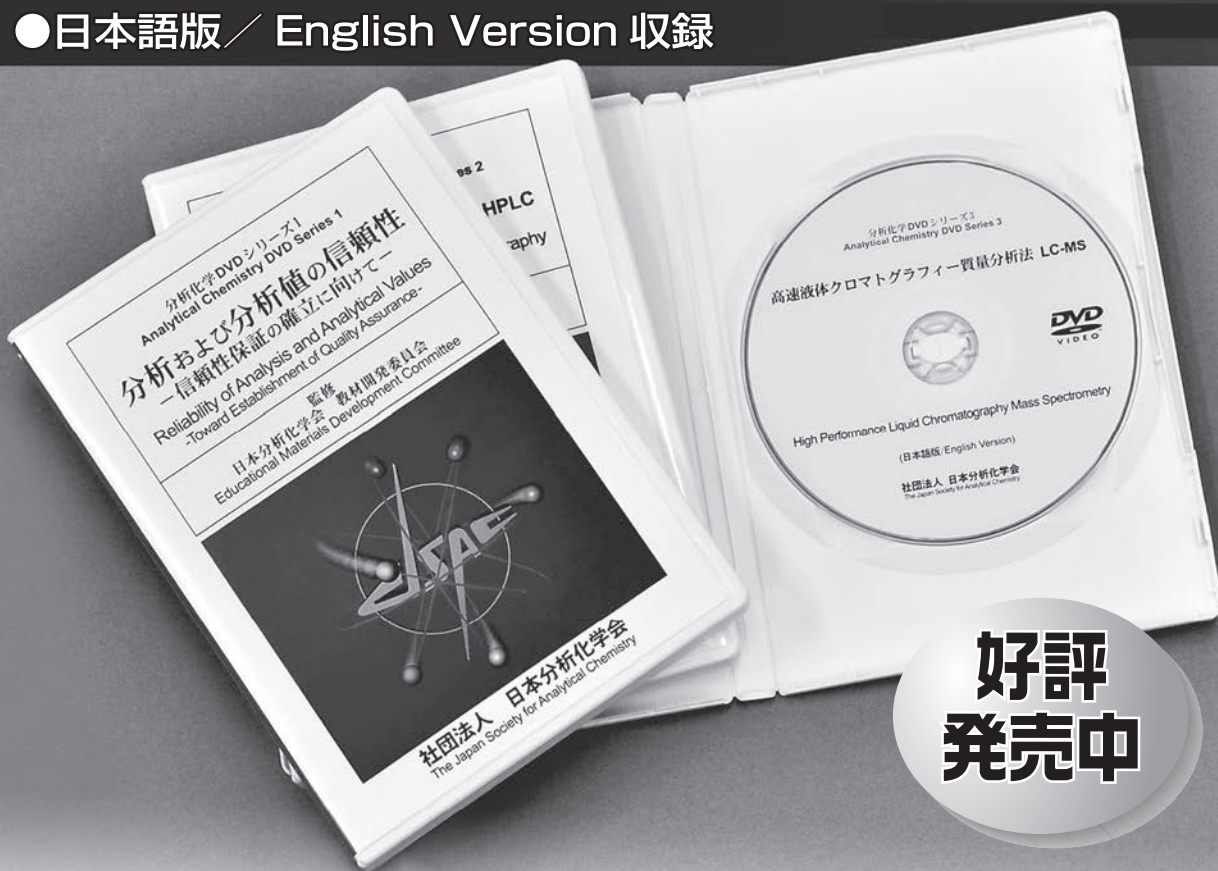 ●日本語版／ English Version 収録
分析化学DVDシリーズ1
Analytical Chemistry DVD Series 1
分析および分析値の信頼性
－信頼性保証の確立に向けて－
Reliability of Analysis and Analytical Values
-Toward Establishment of Quality Assurance-
監修
日本分析化学会 教材開発委員会
Educational Materials Development Committee
JSAC
社団法人 日本分析化学会
The Japan Society for Analytical Chemistry
2
HPLC
分析化学DVDシリーズ3
Analytical Chemistry DVD Series 3
高速液体クロマトグラフィー質量分析法 LC-MS
DVD
VIDEO
High Performance Liquid Chromatography Mass Spectrometry
(日本語版/English Version)
社団法人 日本分析化学会
The Japan Society for Analytical Chemistry
好評
発売中